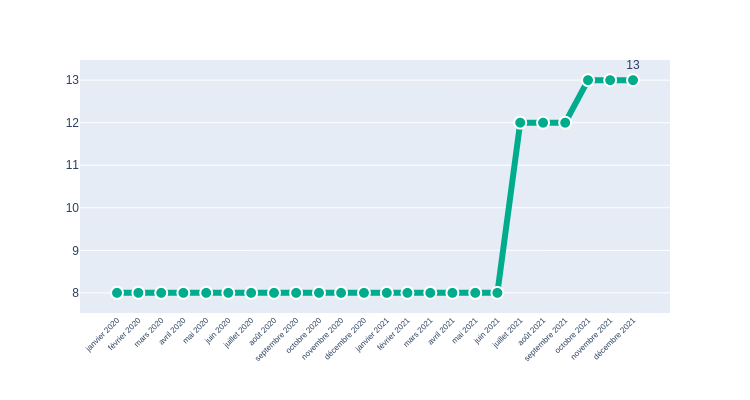 13
13
12
11
10
9
8
janvier 2020
février 2020
mars 2020
avril 2020
mai 2020
juin 2020
juillet 2020
août 2020
septembre 2020
octobre 2020
novembre 2020
décembre 2020
janvier 2021
février 2021
mars 2021
avril 2021
mai 2021
juin 2021
juillet 2021
août 2021
septembre 2021
octobre 2021
novembre 2021
décembre 2021